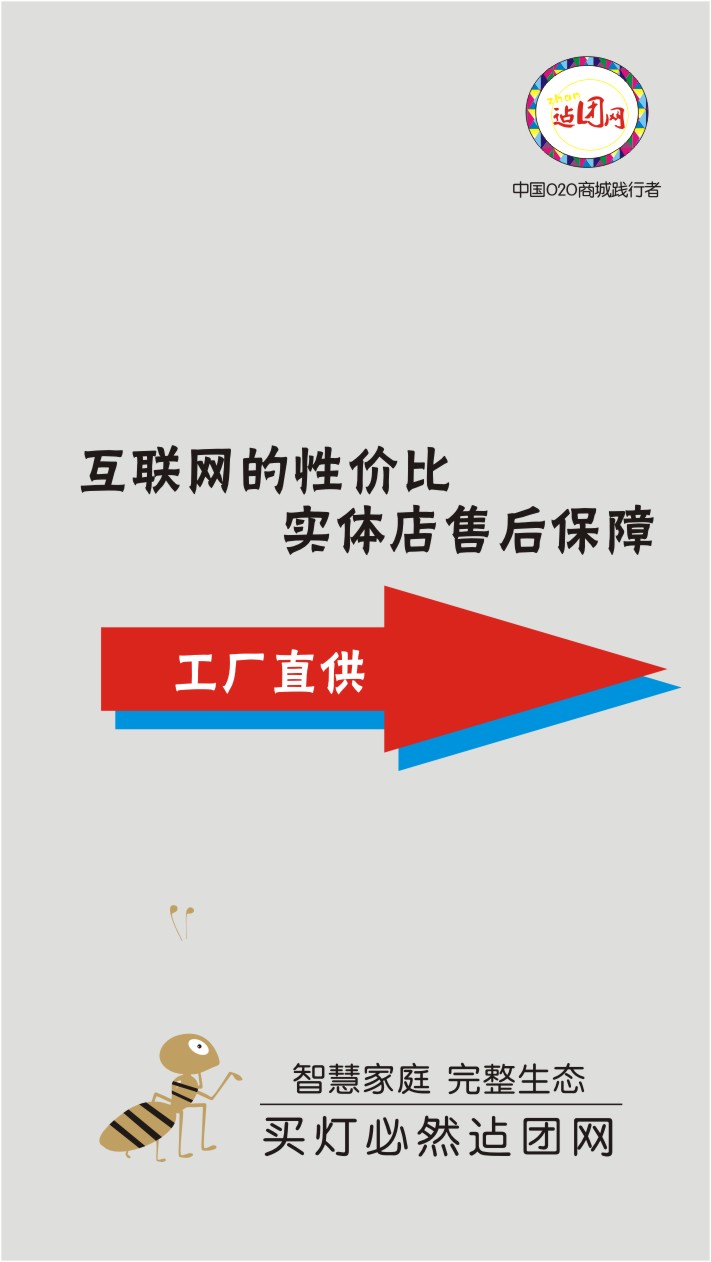 zhan
迠团网
中国O2O商城践行者
互联网的性价比
实体店售后保障
工厂直供
智慧家庭 完整生态
买灯必然迠团网